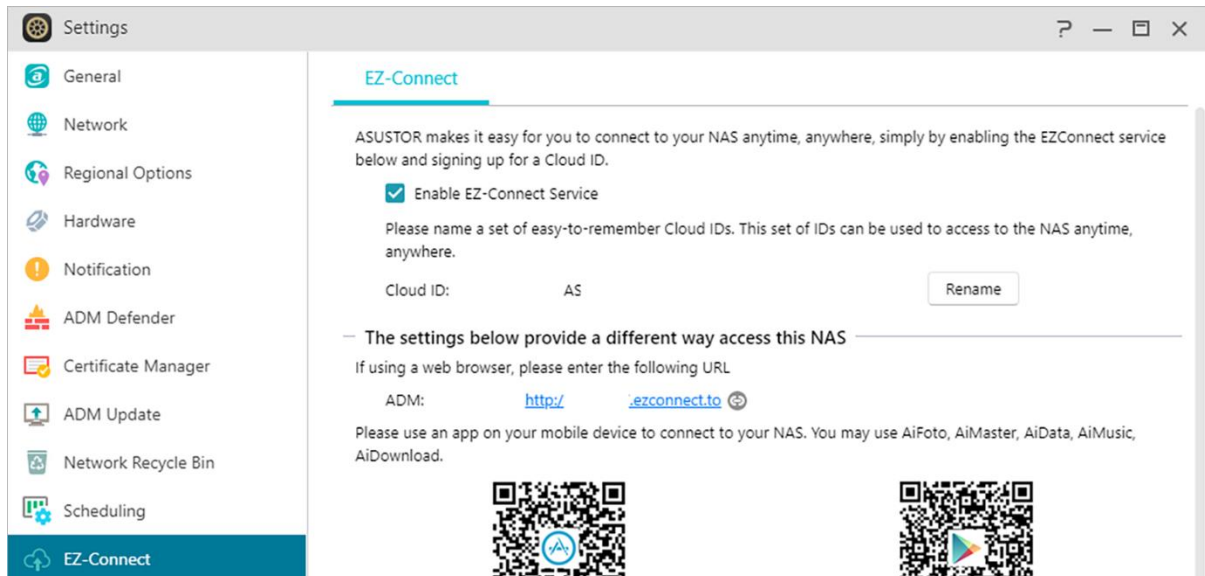 Settings
General
Network
Regional Options
Hardware
Notification
ADM Defender
Certificate Manager
ADM Update
Network Recycle Bin
Scheduling
EZ-Connect
EZ-Connect
ASUSTOR makes it easy for you to connect to your NAS anytime, anywhere, simply by enabling the EZConnect service
below and signing up for a Cloud ID.
Enable EZ-Connect Service
Please name a set of easy-to-remember Cloud IDs. This set of IDs can be used to access to the NAS anytime,
anywhere.
Cloud ID: AS Rename
The settings below provide a different way access this NAS
If using a web browser, please enter the following URL
ADM: http:/ .ezconnect.to
Please use an app on your mobile device to connect to your NAS. You may use AiFoto, AiMaster, AiData, AiMusic,
AiDownload.